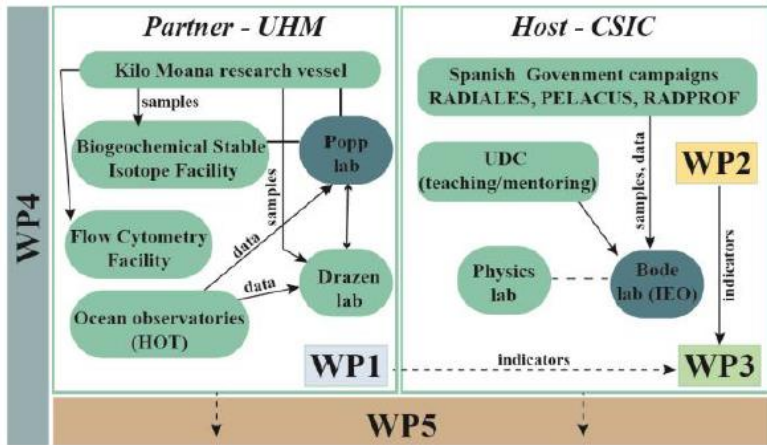 Partner - UHM
Kilo Moana research vessel
samples
Biogeochemical Stable
Isotope Facility
Popp
lab
samples
Flow Cytometry
Facility
data
Drazen
lab
data
Ocean observatories
(HOT)
WP1
WP4
Host - CSIC
Spanish Govenment campaigns
RADIALES, PELACUS, RADPROF
UDC
(teaching/mentoring)
samples, data
WP2
Physics
lab
Bode
lab (IEO)
indicators
indicators
WP3
WP5